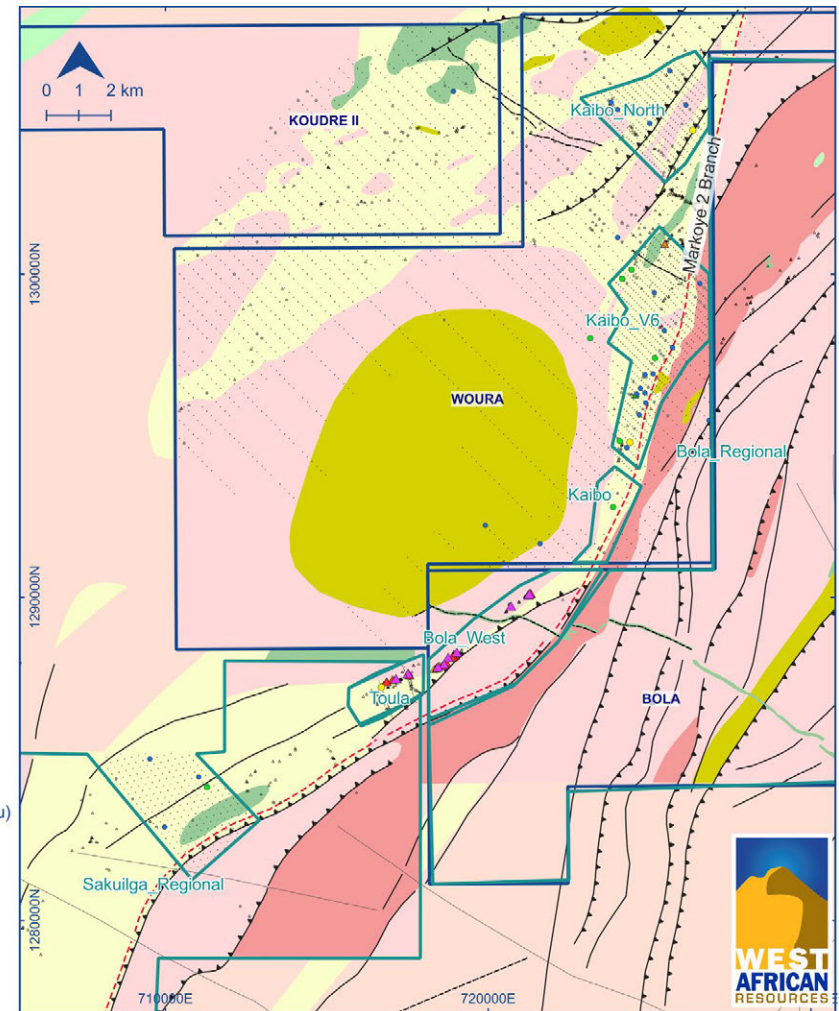 0 1 2 km
KOUDRE II
Kaibo_North
Markoye 2 Branch
1300000N
Kaibo_V6
WOURA
Bola_Regional
Kaibo
1290000N
Bola_West
Toula
BOLA
u)
Sakuilga_Regional
1280000N
710000E
720000E
WEST
AFRICAN
RESOURCES